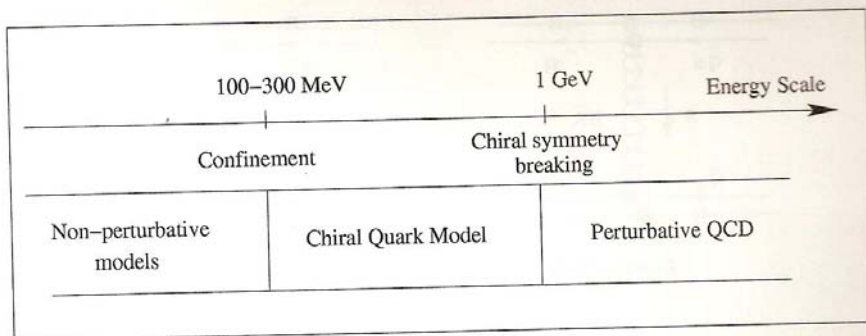 100–300 MeV 1 GeV Energy Scale
Confinement
Chiral symmetry
breaking
Non–perturbative
models
Chiral Quark Model
Perturbative QCD